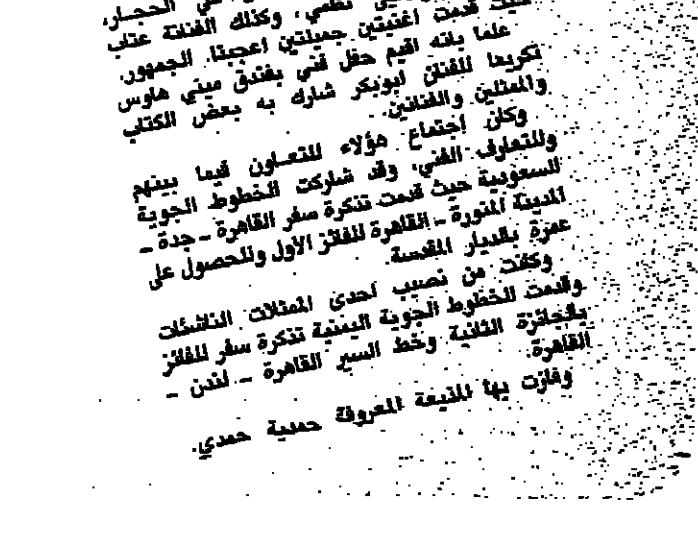 نظمي، وكذلك الفنانة عتاب
قدمت أغنيتين جميلتين أعجبتا الجمهور.
علما بأنه أقيم حفل فني بفندق ميني هاوس
تكريما للفنان أبوبكر شارك به بعض الكتاب
والممثلين والفنانين.
وكان اجتماع هؤلاء للتعاون فيما بينهم
وللتعارف الفني، وقد شاركت الخطوط الجوية
السعودية حيث قدمت تذكرة سفر القاهرة - جدة -
المدينة المنورة - القاهرة للفائز الأول وللحصول على
عمرة بالديار المقدسة.
وكانت من نصيب احدى الممثلات الناشئات
وقدمت الخطوط الجوية اليمنية تذكرة سفر للفائز
بالجائزة الثانية وخط السير القاهرة - لندن -
القاهرة.
وفازت بها المذيعة المعروفة حمدية حمدي.